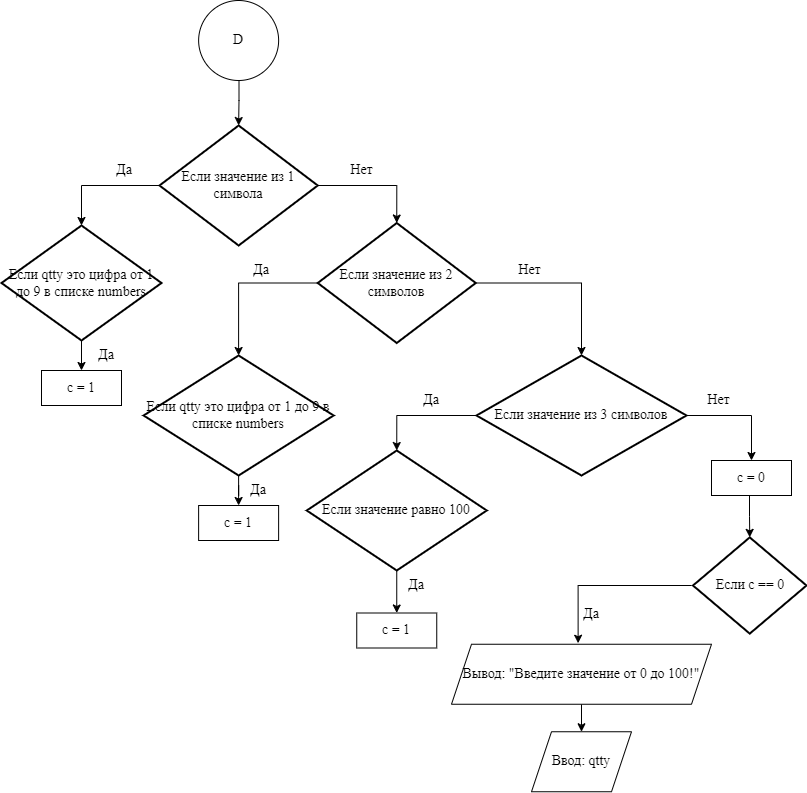 D
Если значение из 1
символа
Да
Нет
Если qtty это цифра от 1
до 9 в списке numbers
Да
c = 1
Если значение из 2
символов
Да
Нет
Если qtty это цифра от 1 до 9 в
списке numbers
Да
c = 1
Если значение из 3 символов
Да
Нет
Если значение равно 100
Да
c = 1
c = 0
Если c == 0
Да
Вывод: "Введите значение от 0 до 100!"
Ввод: qtty